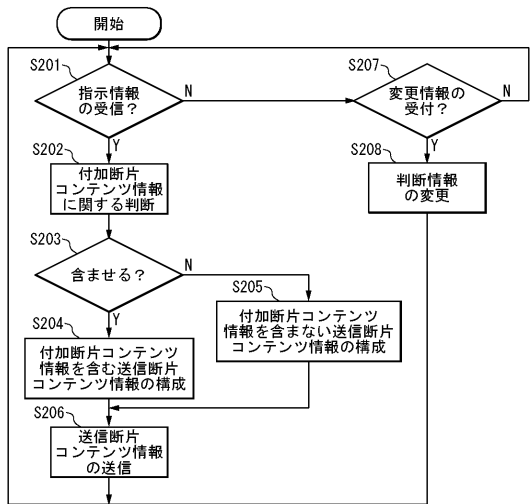 開始
S201
指示情報
の受信?
N
Y
S207
変更情報の
受付?
N
Y
S202
付加断片
コンテンツ情報
に関する判断
S208
判断情報
の変更
S203
含ませる?
N
Y
S205
付加断片コンテンツ
情報を含まない送信断片
コンテンツ情報の構成
S204
付加断片コンテンツ
情報を含む送信断片
コンテンツ情報の構成
S206
送信断片
コンテンツ情報
の送信